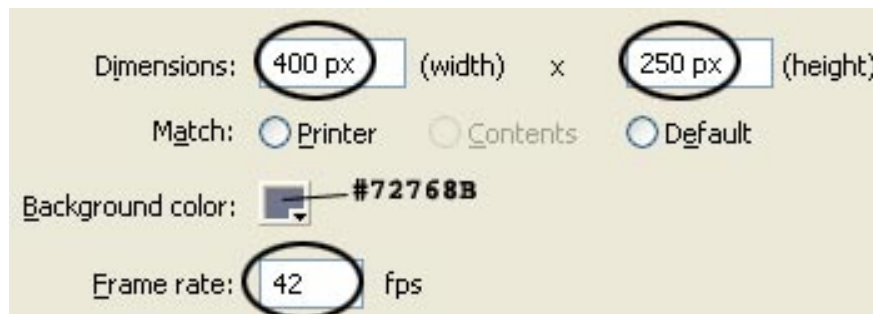 Dimensions: 400 px (width) x 250 px (height)
Match: Printer Contents Default
Background color: #72768B
Frame rate: 42 fps